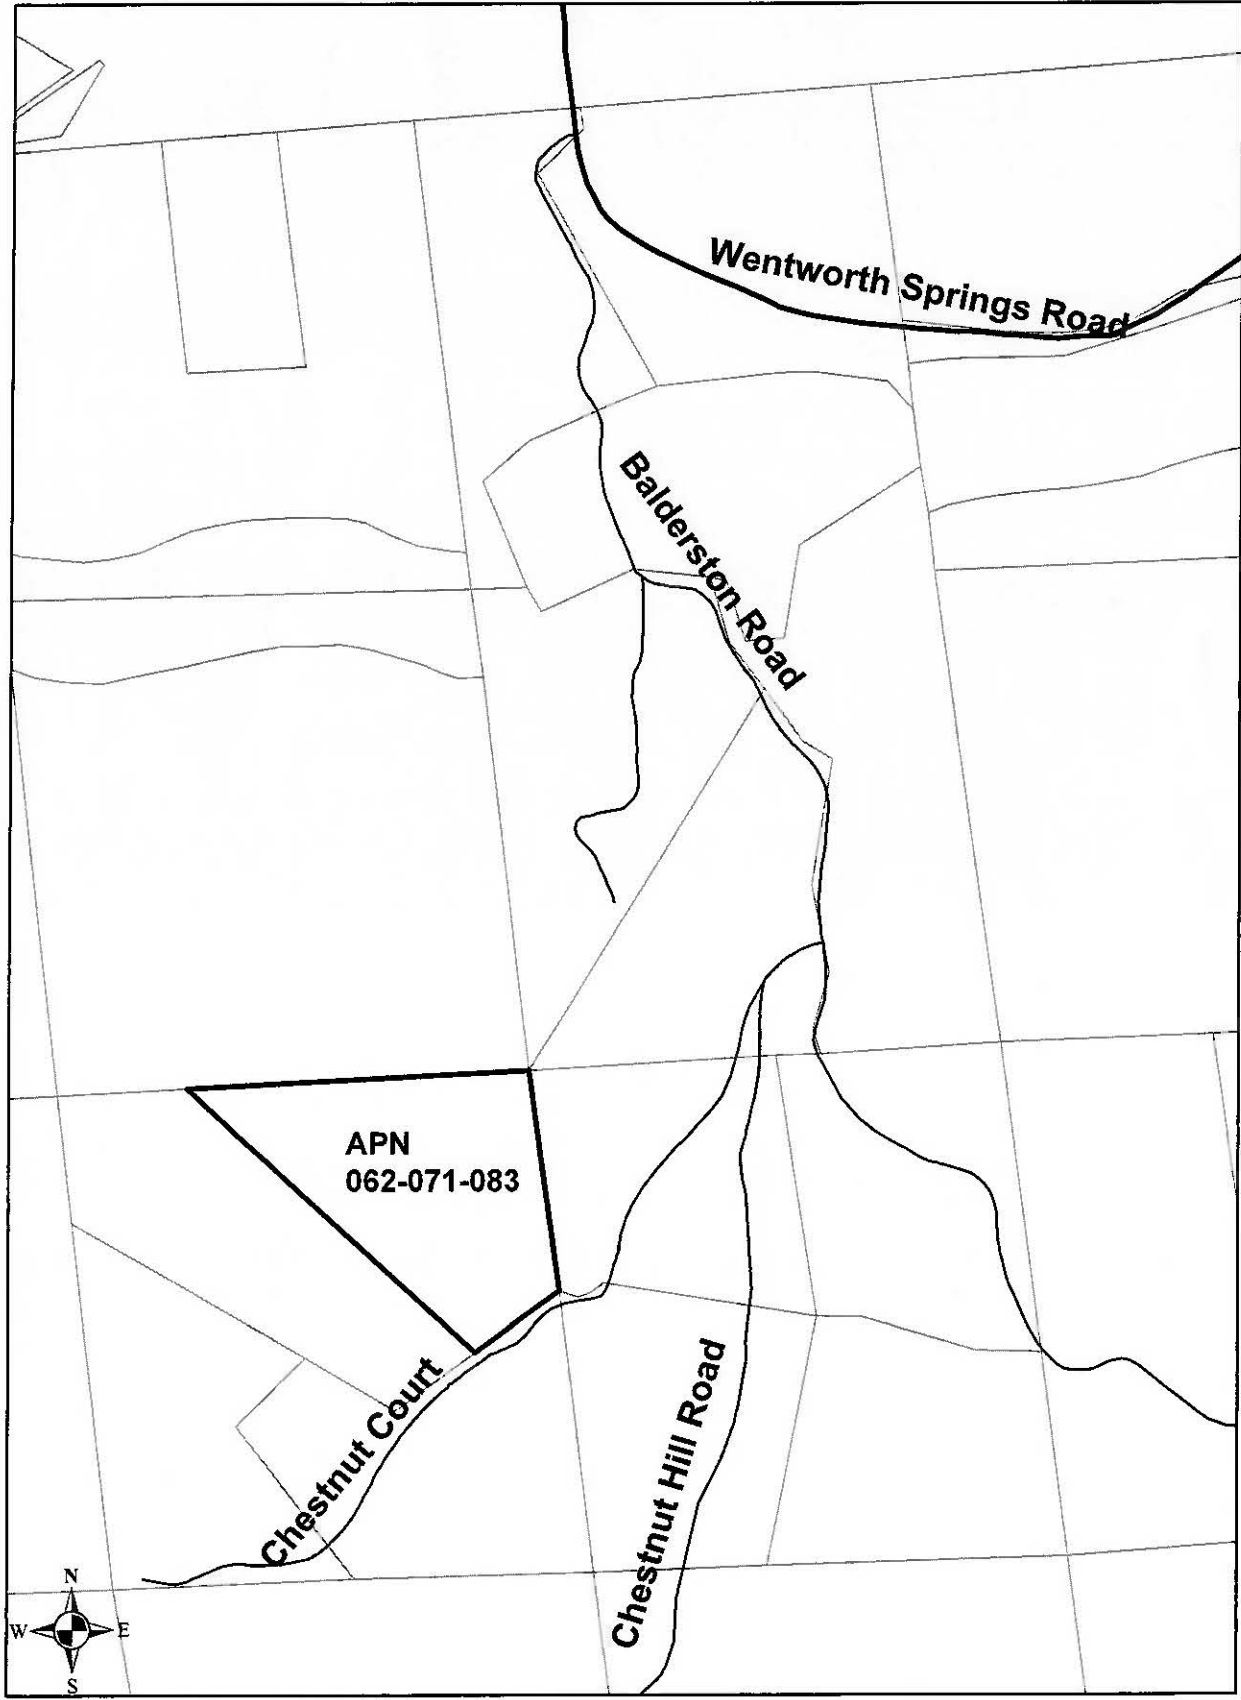 Wentworth Springs Road
Balderston Road
APN
062-071-083
Chestnut Court
Chestnut Hill Road
N
W E
S